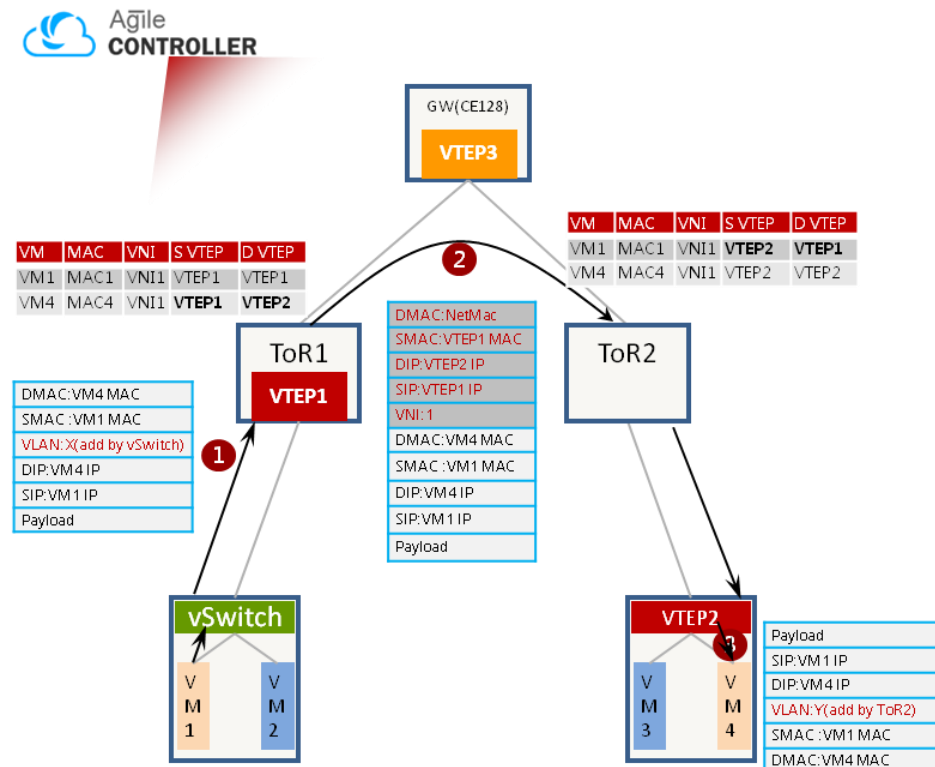 Agile
CONTROLLER
GW(CE128)
VTEP3
VM MAC VNI S VTEP D VTEP
VM1 MAC1 VNI1 VTEP1 VTEP1
VM4 MAC4 VNI1 VTEP1 VTEP2
VM MAC VNI S VTEP D VTEP
VM1 MAC1 VNI1 VTEP2 VTEP1
VM4 MAC4 VNI1 VTEP2 VTEP2
2
ToR1
VTEP1
ToR2
DMAC:NetMac
SMAC:VTEP1 MAC
DIP:VTEP2 IP
SIP:VTEP1 IP
VNI:1
DMAC:VM4 MAC
SMAC :VM1 MAC
DIP:VM4 IP
SIP:VM1 IP
Payload
DMAC:VM4 MAC
SMAC :VM1 MAC
VLAN:X(add by vSwitch)
DIP:VM4 IP
SIP:VM1 IP
Payload
1
vSwitch
VM1
VM2
VTEP2
3
VM3
VM4
Payload
SIP:VM1 IP
DIP:VM4 IP
VLAN:Y(add by ToR2)
SMAC :VM1 MAC
DMAC:VM4 MAC